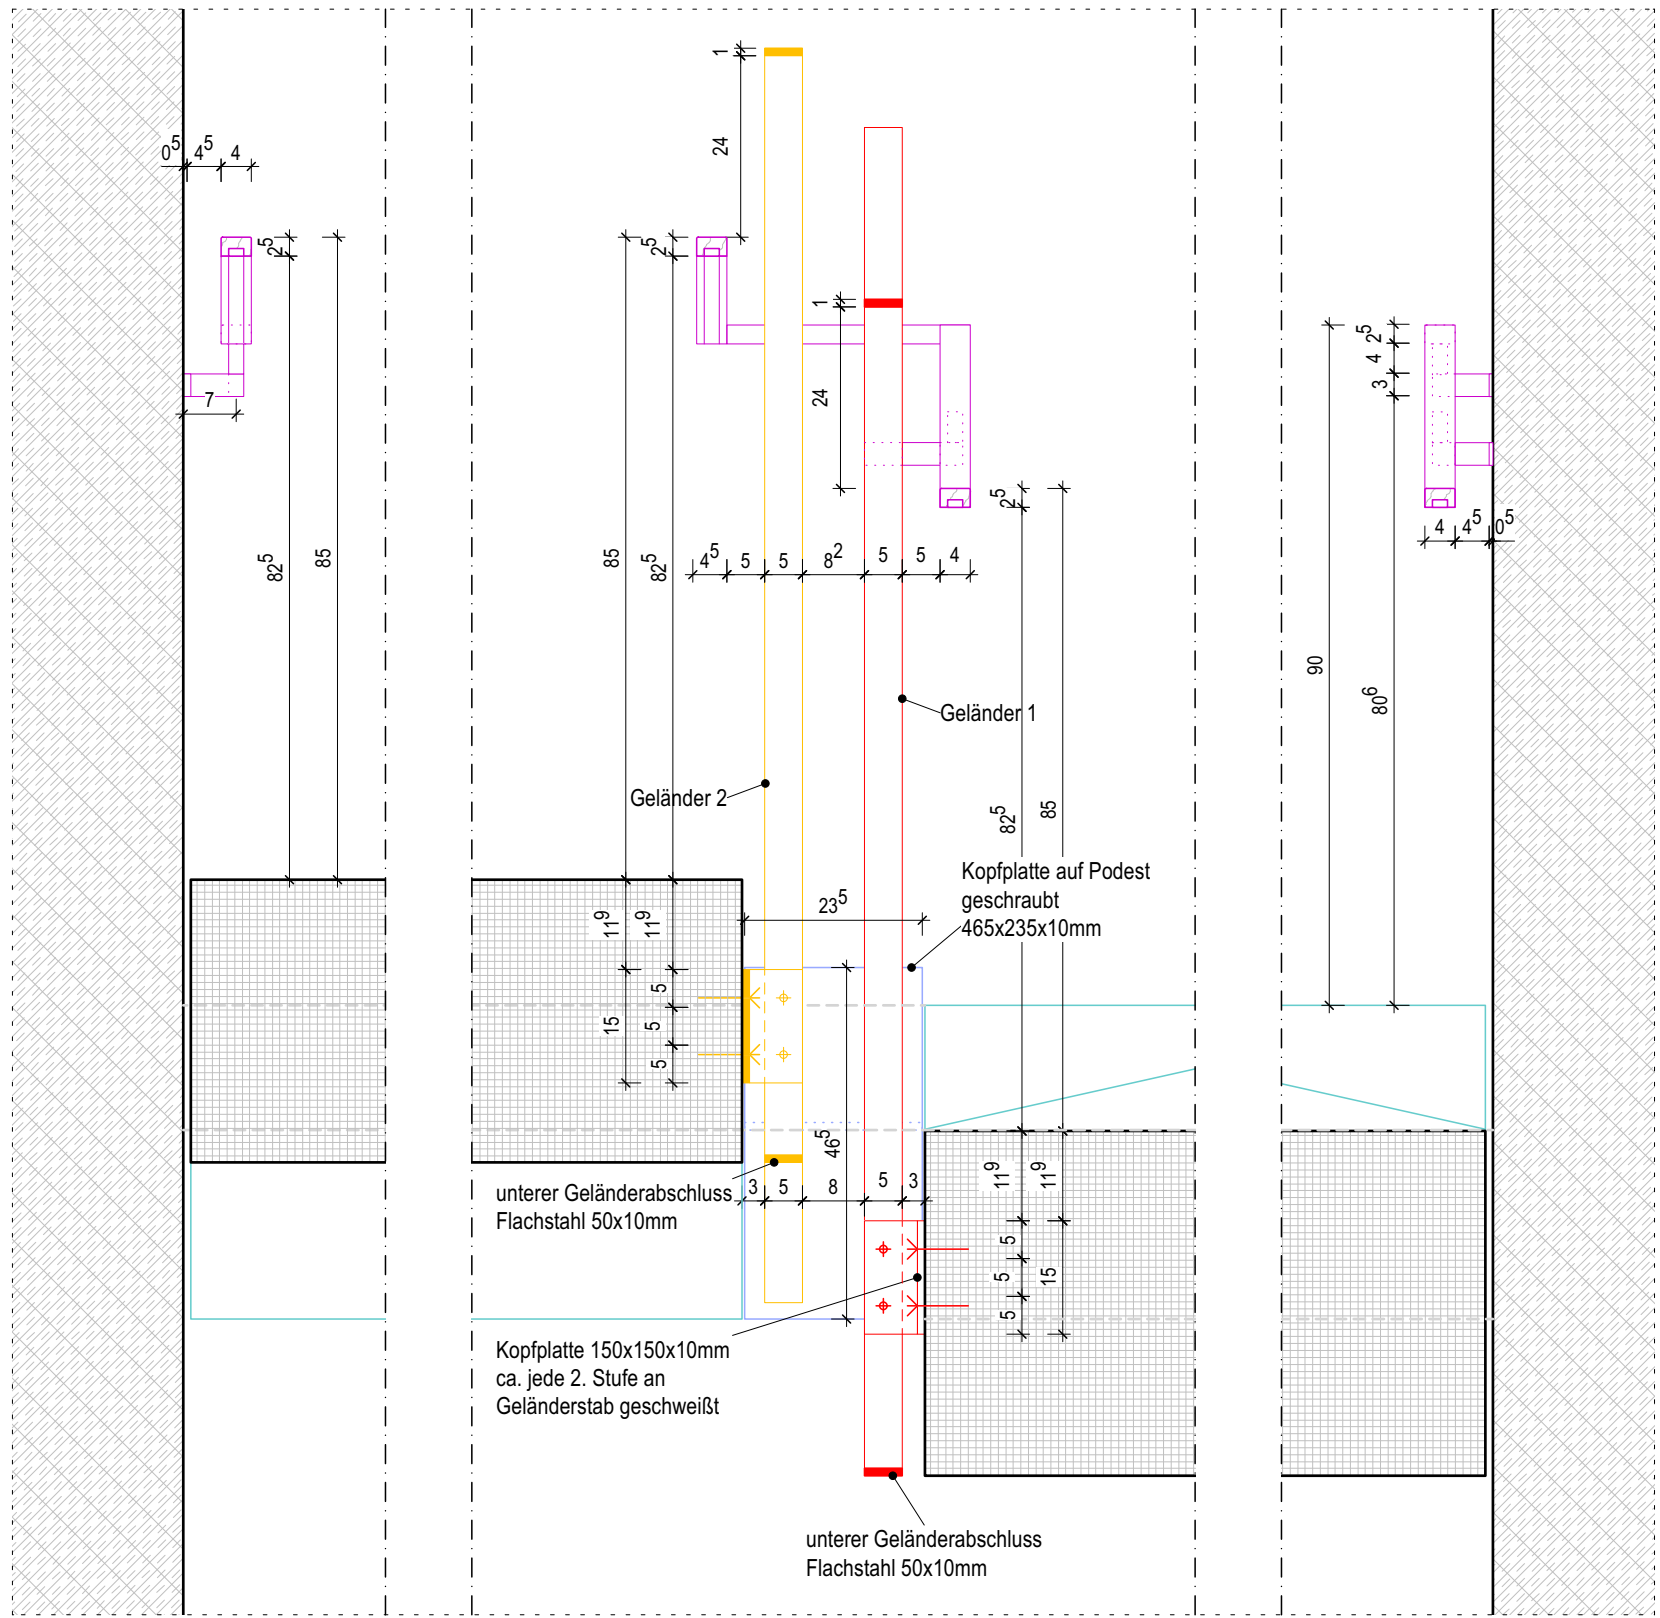 1
24
0⁵ 4⁵ 4
2⁵
82⁵
85
7
85
2⁵
82⁵
1
24
2⁵
82⁵
85
4⁵ 5 5 8² 5 5 4
2⁵
4
3
90
80⁶
4 4⁵ 0⁵
Geländer 1
Geländer 2
Kopfplatte auf Podest
geschraubt
465x235x10mm
23⁵
11⁹ 11⁹
15
5
5
5
46⁵
3 5 8 5 3
unterer Geländerabschluss
Flachstahl 50x10mm
11⁹ 11⁹
5
5
5
15
Kopfplatte 150x150x10mm
ca. jede 2. Stufe an
Geländerstab geschweißt
unterer Geländerabschluss
Flachstahl 50x10mm